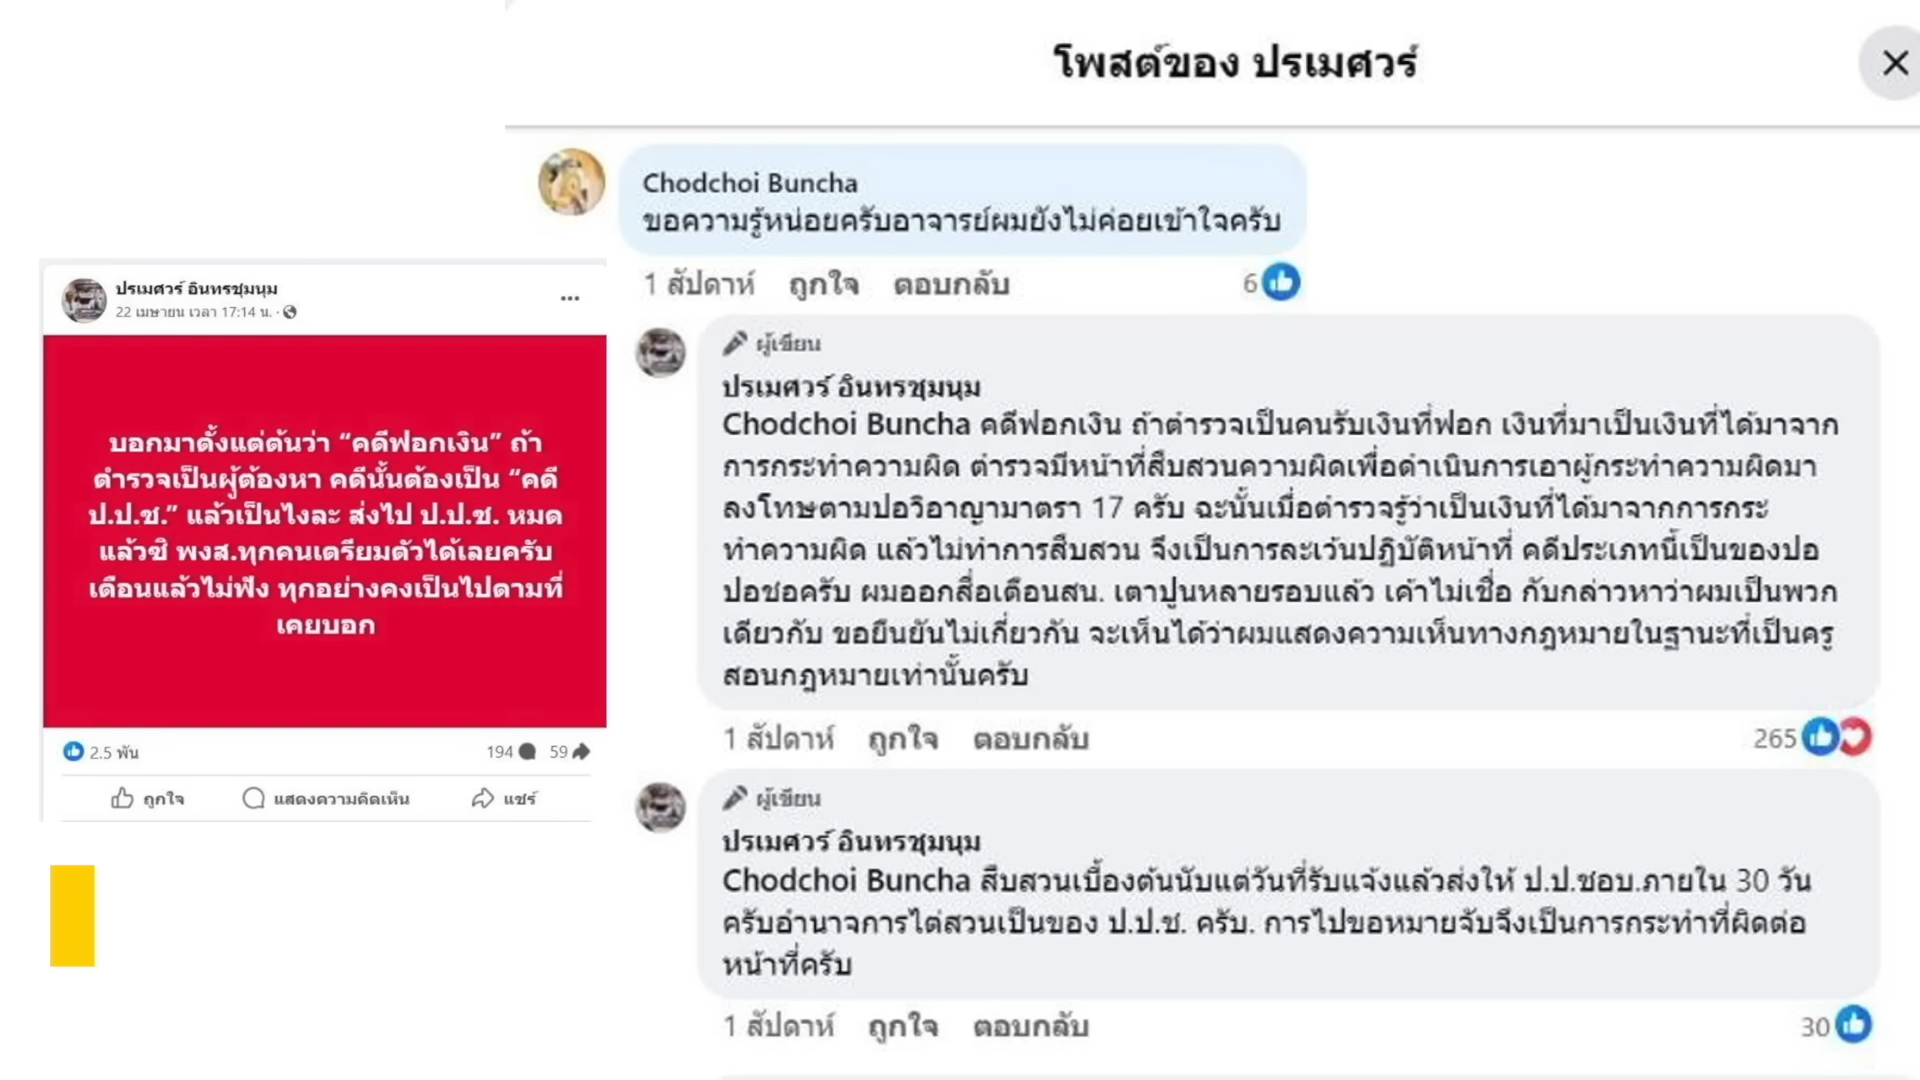 โพสต์ของ ปรเมศวร์
ปรเมศวร์ อินทรชุมนุม
22 เมษายน เวลา 17:14 น. ·
บอกมาตั้งแต่ต้นว่า “คดีฟอกเงิน” ถ้า
ตำรวจเป็นผู้ต้องหา คดีนั้นต้องเป็น “คดี
ป.ป.ช.” แล้วเป็นไงละ ส่งไป ป.ป.ช. หมด
แล้วซิ พงส.ทุกคนเตรียมตัวได้เลยครับ
เตือนแล้วไม่ฟัง ทุกอย่างคงเป็นไปตามที่
เคยบอก
2.5 พัน
194 59
ถูกใจ แสดงความคิดเห็น แชร์
Chodchoi Buncha
ขอความรู้หน่อยครับอาจารย์ผมยังไม่ค่อยเข้าใจครับ
1 สัปดาห์ ถูกใจ ตอบกลับ 6
ผู้เขียน
ปรเมศวร์ อินทรชุมนุม
Chodchoi Buncha คดีฟอกเงิน ถ้าตำรวจเป็นคนรับเงินที่ฟอก เงินที่มาเป็นเงินที่ได้มาจาก
การกระทำความผิด ตำรวจมีหน้าที่สืบสวนความผิดเพื่อดำเนินการเอาผู้กระทำความผิดมา
ลงโทษตามปอวิอาญามาตรา 17 ครับ ฉะนั้นเมื่อตำรวจรู้ว่าเป็นเงินที่ได้มาจากการกระ
ทำความผิด แล้วไม่ทำการสืบสวน จึงเป็นการละเว้นปฏิบัติหน้าที่ คดีประเภทนี้เป็นของปอ
ปอชอครับ ผมออกสื่อเตือนสน. เตาปูนหลายรอบแล้ว เค้าไม่เชื่อ กับกล่าวหาว่าผมเป็นพวก
เดียวกับ ขอยืนยันไม่เกี่ยวกัน จะเห็นได้ว่าผมแสดงความเห็นทางกฎหมายในฐานะที่เป็นครู
สอนกฎหมายเท่านั้นครับ
1 สัปดาห์ ถูกใจ ตอบกลับ 265
ผู้เขียน
ปรเมศวร์ อินทรชุมนุม
Chodchoi Buncha สืบสวนเบื้องต้นนับแต่วันที่รับแจ้งแล้วส่งให้ ป.ป.ชอบ.ภายใน 30 วัน
ครับอำนาจการไต่สวนเป็นของ ป.ป.ช. ครับ. การไปขอหมายจับจึงเป็นการกระทำที่ผิดต่อ
หน้าที่ครับ
1 สัปดาห์ ถูกใจ ตอบกลับ 30